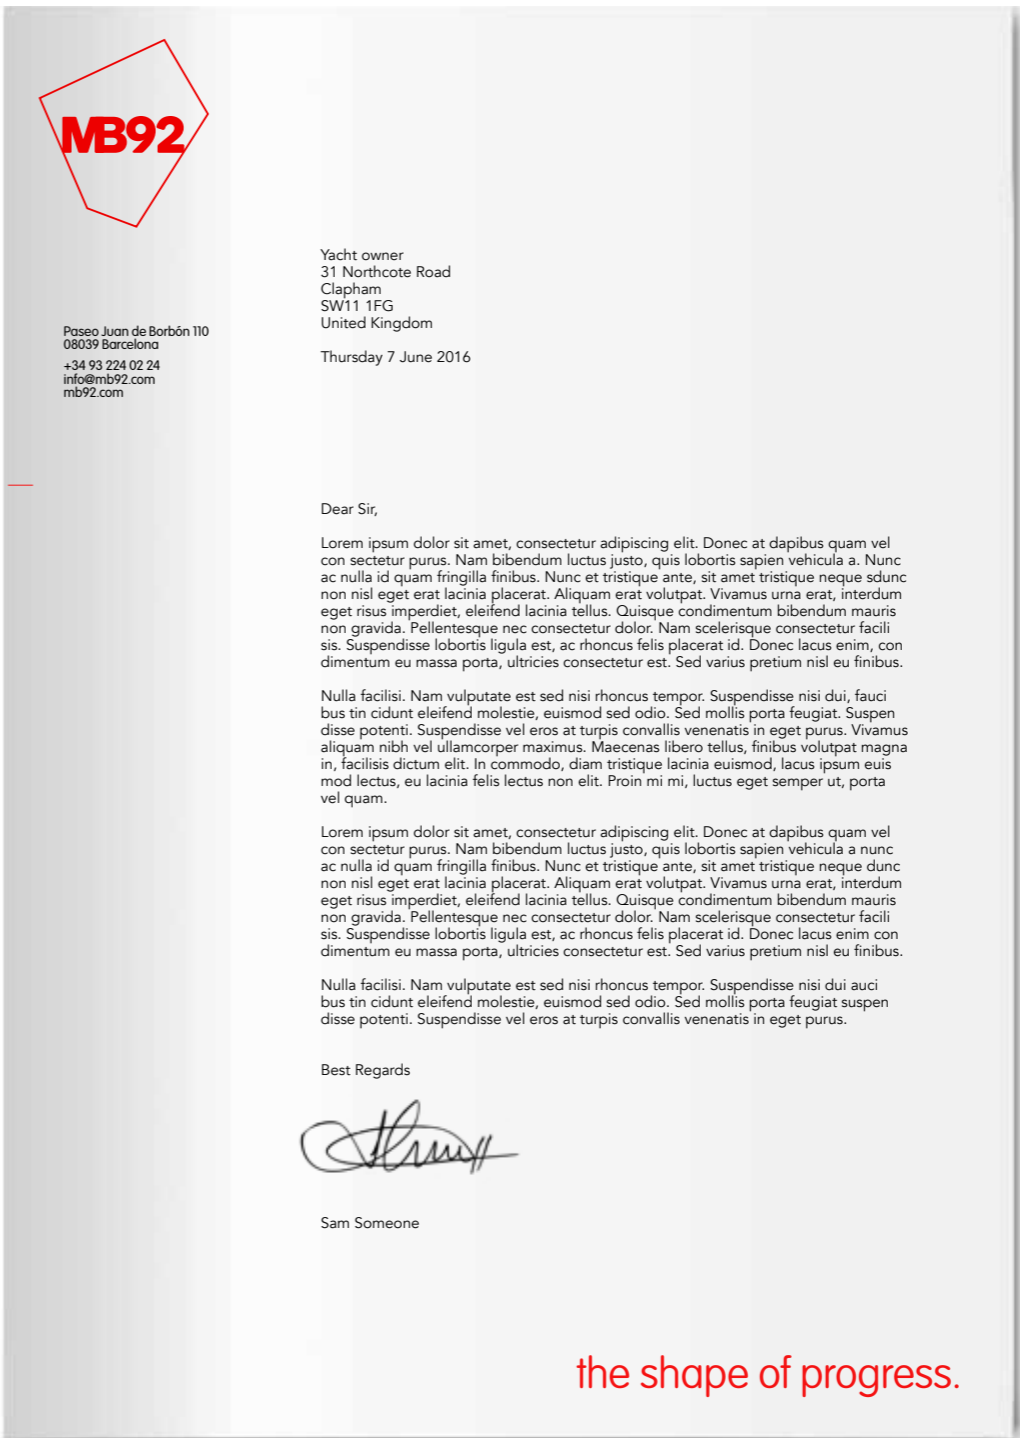 MB92
Yacht owner
31 Northcote Road
Clapham
SW11 1FG
United Kingdom
Thursday 7 June 2016
Paseo Juan de Borbón 110
08039 Barcelona
+34 93 224 02 24
info@mb92.com
mb92.com
Dear Sir,
Lorem ipsum dolor sit amet, consectetur adipiscing elit. Donec at dapibus quam vel
con sectetur purus. Nam bibendum luctus justo, quis lobortis sapien vehicula a. Nunc
ac nulla id quam fringilla finibus. Nunc et tristique ante, sit amet tristique neque sdunc
non nisl eget erat lacinia placerat. Aliquam erat volutpat. Vivamus urna erat, interdum
eget risus imperdiet, eleifend lacinia tellus. Quisque condimentum bibendum mauris
non gravida. Pellentesque nec consectetur dolor. Nam scelerisque consectetur facili
sis. Suspendisse lobortis ligula est, ac rhoncus felis placerat id. Donec lacus enim, con
dimentum eu massa porta, ultricies consectetur est. Sed varius pretium nisl eu finibus.
Nulla facilisi. Nam vulputate est sed nisi rhoncus tempor. Suspendisse nisi dui, fauci
bus tin cidunt eleifend molestie, euismod sed odio. Sed mollis porta feugiat. Suspen
disse potenti. Suspendisse vel eros at turpis convallis venenatis in eget purus. Vivamus
aliquam nibh vel ullamcorper maximus. Maecenas libero tellus, finibus volutpat magna
in, facilisis dictum elit. In commodo, diam tristique lacinia euismod, lacus ipsum euis
mod lectus, eu lacinia felis lectus non elit. Proin mi mi, luctus eget semper ut, porta
vel quam.
Lorem ipsum dolor sit amet, consectetur adipiscing elit. Donec at dapibus quam vel
con sectetur purus. Nam bibendum luctus justo, quis lobortis sapien vehicula a nunc
ac nulla id quam fringilla finibus. Nunc et tristique ante, sit amet tristique neque dunc
non nisl eget erat lacinia placerat. Aliquam erat volutpat. Vivamus urna erat, interdum
eget risus imperdiet, eleifend lacinia tellus. Quisque condimentum bibendum mauris
non gravida. Pellentesque nec consectetur dolor. Nam scelerisque consectetur facili
sis. Suspendisse lobortis ligula est, ac rhoncus felis placerat id. Donec lacus enim con
dimentum eu massa porta, ultricies consectetur est. Sed varius pretium nisl eu finibus.
Nulla facilisi. Nam vulputate est sed nisi rhoncus tempor. Suspendisse nisi dui auci
bus tin cidunt eleifend molestie, euismod sed odio. Sed mollis porta feugiat suspen
disse potenti. Suspendisse vel eros at turpis convallis venenatis in eget purus.
Best Regards
Sam Someone
the shape of progress.